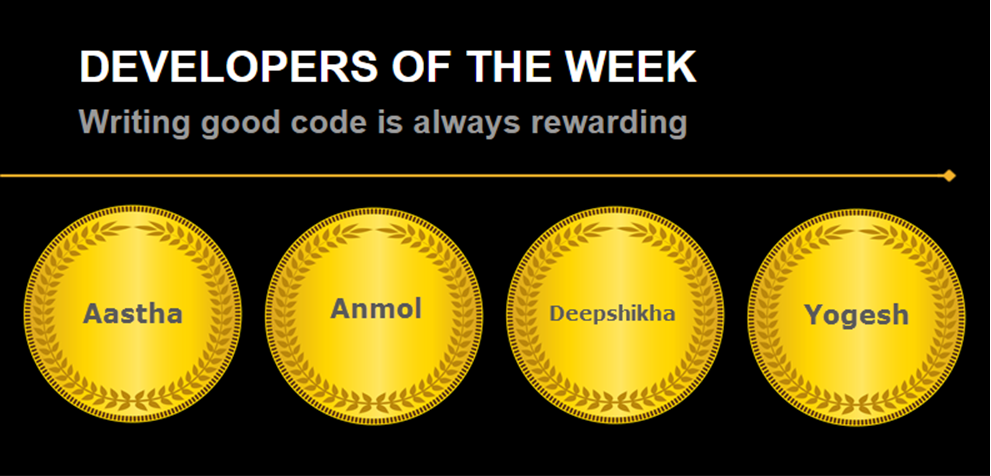 DEVELOPERS OF THE WEEK
Writing good code is always rewarding
Aastha
Anmol
Deepshikha
Yogesh